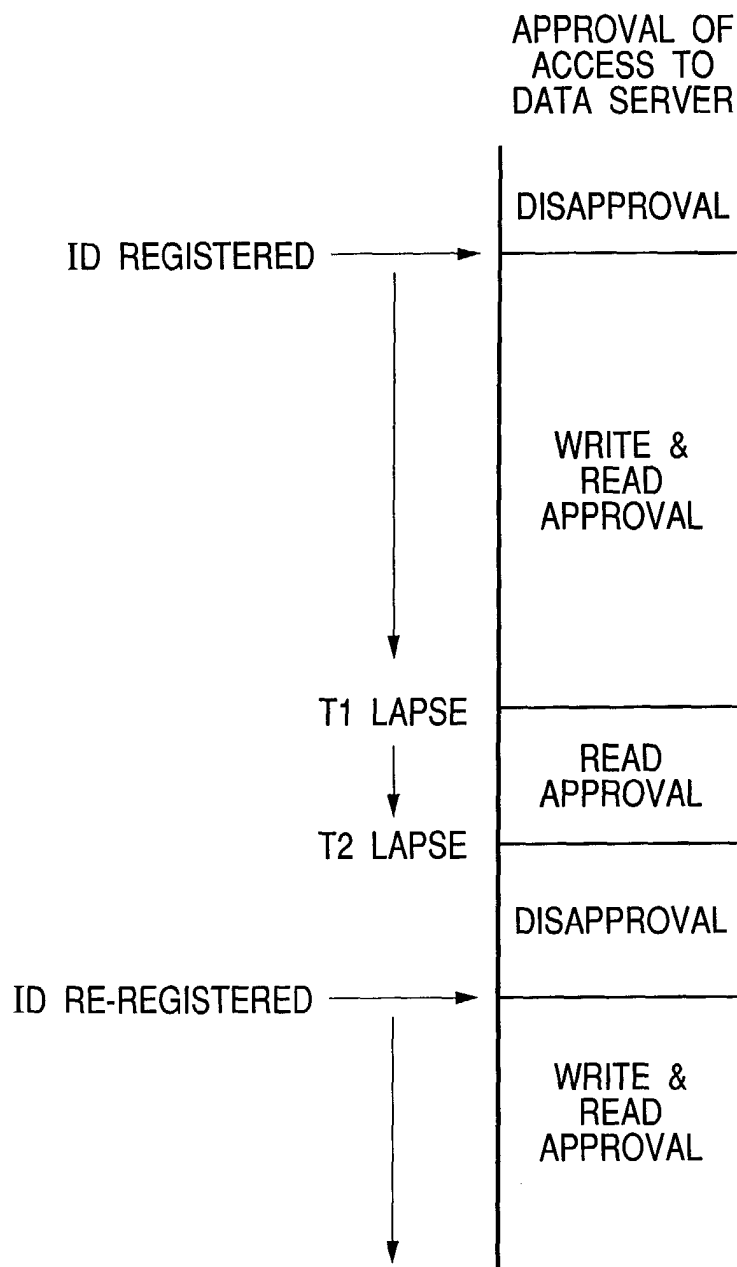 APPROVAL OF
ACCESS TO
DATA SERVER
DISAPPROVAL
ID REGISTERED
WRITE &
READ
APPROVAL
T1 LAPSE
READ
APPROVAL
T2 LAPSE
DISAPPROVAL
ID RE-REGISTERED
WRITE &
READ
APPROVAL